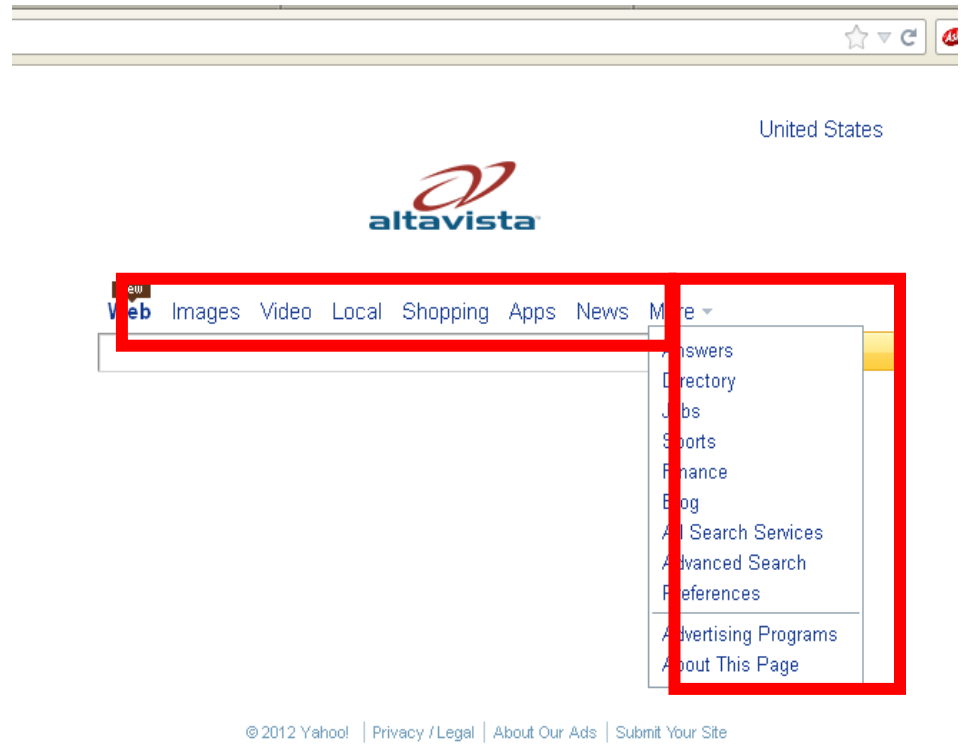 United States
altavista
Web Images Video Local Shopping Apps News More
Answers
Directory
Jobs
Sports
Finance
Blog
All Search Services
Advanced Search
Preferences
Advertising Programs
About This Page
© 2012 Yahoo! | Privacy / Legal | About Our Ads | Submit Your Site